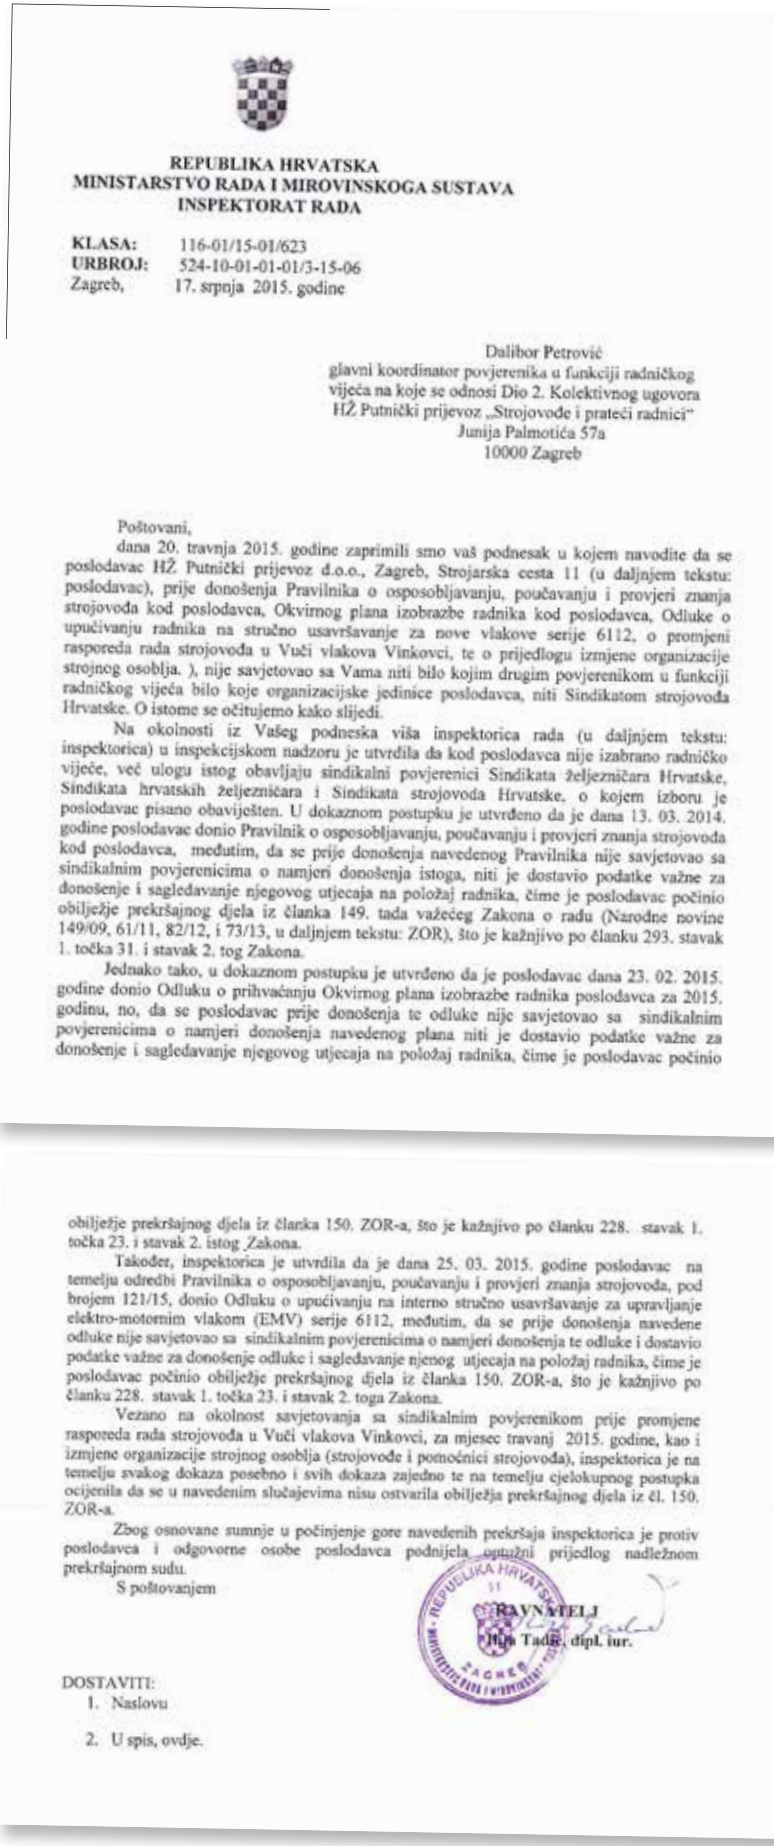 REPUBLIKA HRVATSKA
MINISTARSTVO RADA I MIROVINSKOGA SUSTAVA
INSPEKTORAT RADA
KLASA: 116-01/15-01/623
URBROJ: 524-10-01-01-01/3-15-06
Zagreb, 17. srpnja 2015. godine
Dalibor Petrović
glavni koordinator povjerenika u funkciji radničkog
vijeća na koje se odnosi Dio 2. Kolektivnog ugovora
HŽ Putnički prijevoz „Strojovođe i prateći radnici"
Junija Palmotića 57a
10000 Zagreb
Poštovani,
dana 20. travnja 2015. godine zaprimili smo vaš podnesak u kojem navodite da se
poslodavac HŽ Putnički prijevoz d.o.o., Zagreb, Strojarska cesta 11 (u daljnjem tekstu:
poslodavac), prije donošenja Pravilnika o osposobljavanju, poučavanju i provjeri znanja
strojovođa kod poslodavca, Okvirnog plana izobrazbe radnika kod poslodavca, Odluke o
upućivanju radnika na stručno usavršavanje za nove vlakove serije 6112, o promjeni
rasporeda rada strojovođa u Vuči vlakova Vinkovci, te o prijedlogu izmjene organizacije
strojnog osoblja. ), nije savjetovao sa Vama niti bilo kojim drugim povjerenikom u funkciji
radničkog vijeća bilo koje organizacijske jedinice poslodavca, niti Sindikatom strojovođa
Hrvatske. O istome se očitujemo kako slijedi.
Na okolnosti iz Vašeg podneska viša inspektorica rada (u daljnjem tekstu:
inspektorica) u inspekcijskom nadzoru je utvrdila da kod poslodavca nije izabrano radničko
vijeće, već ulogu istog obavljaju sindikalni povjerenici Sindikata željezničara Hrvatske,
Sindikata hrvatskih željezničara i Sindikata strojovođa Hrvatske, o kojem izboru je
poslodavac pisano obaviješten. U dokaznom postupku je utvrđeno da je dana 13. 03. 2014.
godine poslodavac donio Pravilnik o osposobljavanju, poučavanju i provjeri znanja strojovođa
kod poslodavca, međutim, da se prije donošenja navedenog Pravilnika nije savjetovao sa
sindikalnim povjerenicima o namjeri donošenja istoga, niti je dostavio podatke važne za
donošenje i sagledavanje njegovog utjecaja na položaj radnika, čime je poslodavac počinio
obilježje prekršajnog djela iz članka 149. tada važećeg Zakona o radu (Narodne novine
149/09, 61/11, 82/12, i 73/13, u daljnjem tekstu: ZOR), što je kažnjivo po članku 293. stavak
1. točka 31. i stavak 2. tog Zakona.
Jednako tako, u dokaznom postupku je utvrđeno da je poslodavac dana 23. 02. 2015.
godine donio Odluku o prihvaćanju Okvirnog plana izobrazbe radnika poslodavca za 2015.
godinu, no, da se poslodavac prije donošenja te odluke nije savjetovao sa sindikalnim
povjerenicima o namjeri donošenja navedenog plana niti je dostavio podatke važne za
donošenje i sagledavanje njegovog utjecaja na položaj radnika, čime je poslodavac počinio
obilježje prekršajnog djela iz članka 150. ZOR-a, što je kažnjivo po članku 228. stavak 1.
točka 23. i stavak 2. istog Zakona.
Također, inspektorica je utvrdila da je dana 25. 03. 2015. godine poslodavac na
temelju odredbi Pravilnika o osposobljavanju, poučavanju i provjeri znanja strojovođa, pod
brojem 121/15, donio Odluku o upućivanju na interno stručno usavršavanje za upravljanje
elektro-motornim vlakom (EMV) serije 6112, međutim, da se prije donošenja navedene
odluke nije savjetovao sa sindikalnim povjerenicima o namjeri donošenja te odluke i dostavio
podatke važne za donošenje odluke i sagledavanje njenog utjecaja na položaj radnika, čime je
poslodavac počinio obilježje prekršajnog djela iz članka 150. ZOR-a, što je kažnjivo po
članku 228. stavak 1. točka 23. i stavak 2. toga Zakona.
Vezano na okolnost savjetovanja sa sindikalnim povjerenikom prije promjene
rasporeda rada strojovođa u Vuči vlakova Vinkovci, za mjesec travanj 2015. godine, kao i
izmjene organizacije strojnog osoblja (strojovođe i pomoćnici strojovođa), inspektorica je na
temelju svakog dokaza posebno i svih dokaza zajedno te na temelju cjelokupnog postupka
ocijenila da se u navedenim slučajevima nisu ostvarila obilježja prekršajnog djela iz čl. 150.
ZOR-a.
Zbog osnovane sumnje u počinjenje gore navedenih prekršaja inspektorica je protiv
poslodavca i odgovorne osobe poslodavca podnijela optužni prijedlog nadležnom
prekršajnom sudu.
S poštovanjem
RAVNATELJ
Ilija Tadić, dipl. iur.
REPUBLIKA HRVATSKA
ZAGREB
DOSTAVITI:
1. Naslovu
2. U spis, ovdje.